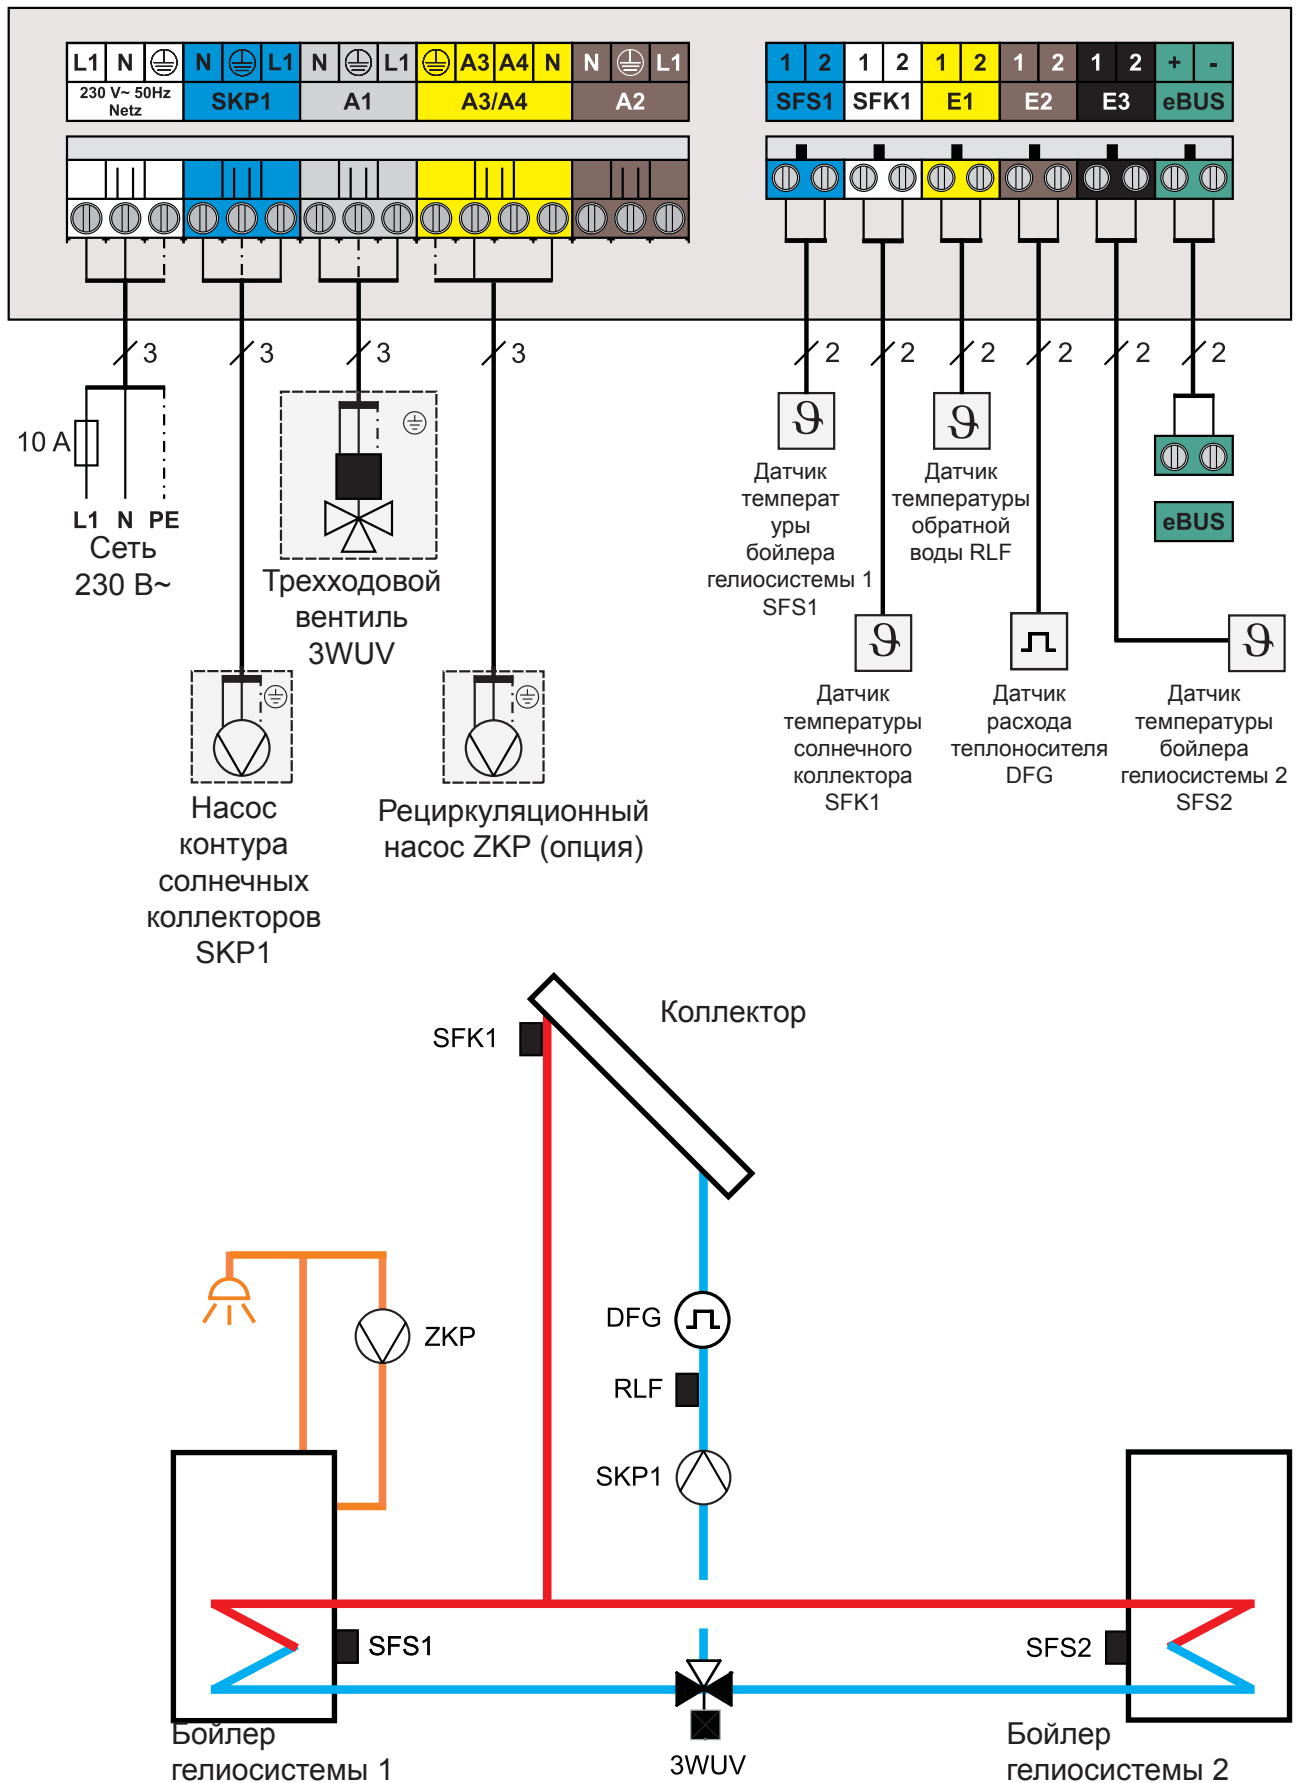 L1 N N L1 N L1 A3 A4 N N L1
230 V~ 50Hz
Netz
SKP1 A1 A3/A4 A2
1 2 1 2 1 2 1 2 1 2 + -
SFS1 SFK1 E1 E2 E3 eBUS
3 3 3 3 2 2 2 2 2 2
10 A
L1 N PE
Сеть
230 В~
Трехходовой
вентиль
3WUV
Датчик
температ
уры
бойлера
гелиосистемы 1
SFS1
Датчик
температуры
обратной
воды RLF
eBUS
Насос
контура
солнечных
коллекторов
SKP1
Рециркуляционный
насос ZKP (опция)
Датчик
температуры
солнечного
коллектора
SFK1
Датчик
расхода
теплоносителя
DFG
Датчик
температуры
бойлера
гелиосистемы 2
SFS2
Коллектор
SFK1
DFG
ZKP
RLF
SKP1
SFS1
SFS2
3WUV
Бойлер
гелиосистемы 1
Бойлер
гелиосистемы 2